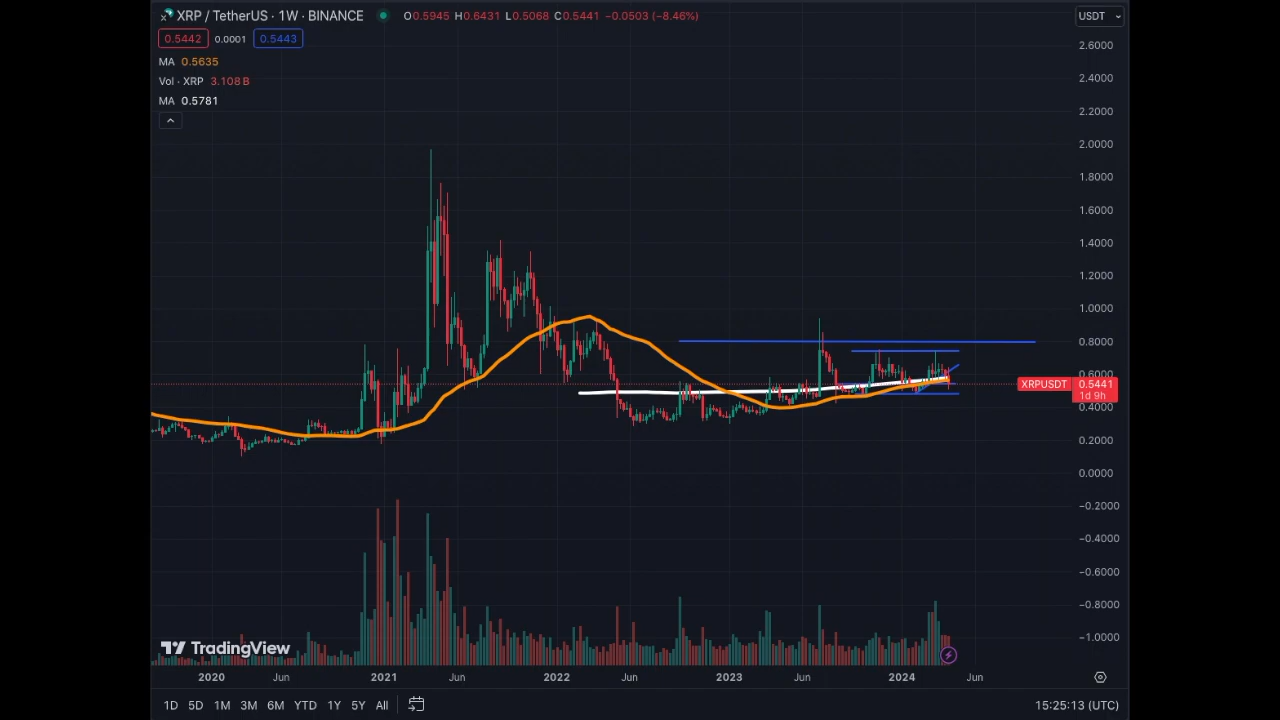 XRP / TetherUS · 1W · BINANCE O0.5945 H0.6431 L0.5068 C0.5441 −0.0503 (−8.46%)
USDT
0.5442 0.0001 0.5443
MA 0.5635
Vol · XRP 3.108 B
MA 0.5781
2.6000
2.4000
2.2000
2.0000
1.8000
1.6000
1.4000
1.2000
1.0000
0.8000
0.6000
XRPUSDT 0.5441
1d 9h
0.4000
0.2000
0.0000
−0.2000
−0.4000
−0.6000
−0.8000
−1.0000
TradingView
2020 Jun 2021 Jun 2022 Jun 2023 Jun 2024 Jun
1D 5D 1M 3M 6M YTD 1Y 5Y All 15:25:13 (UTC)